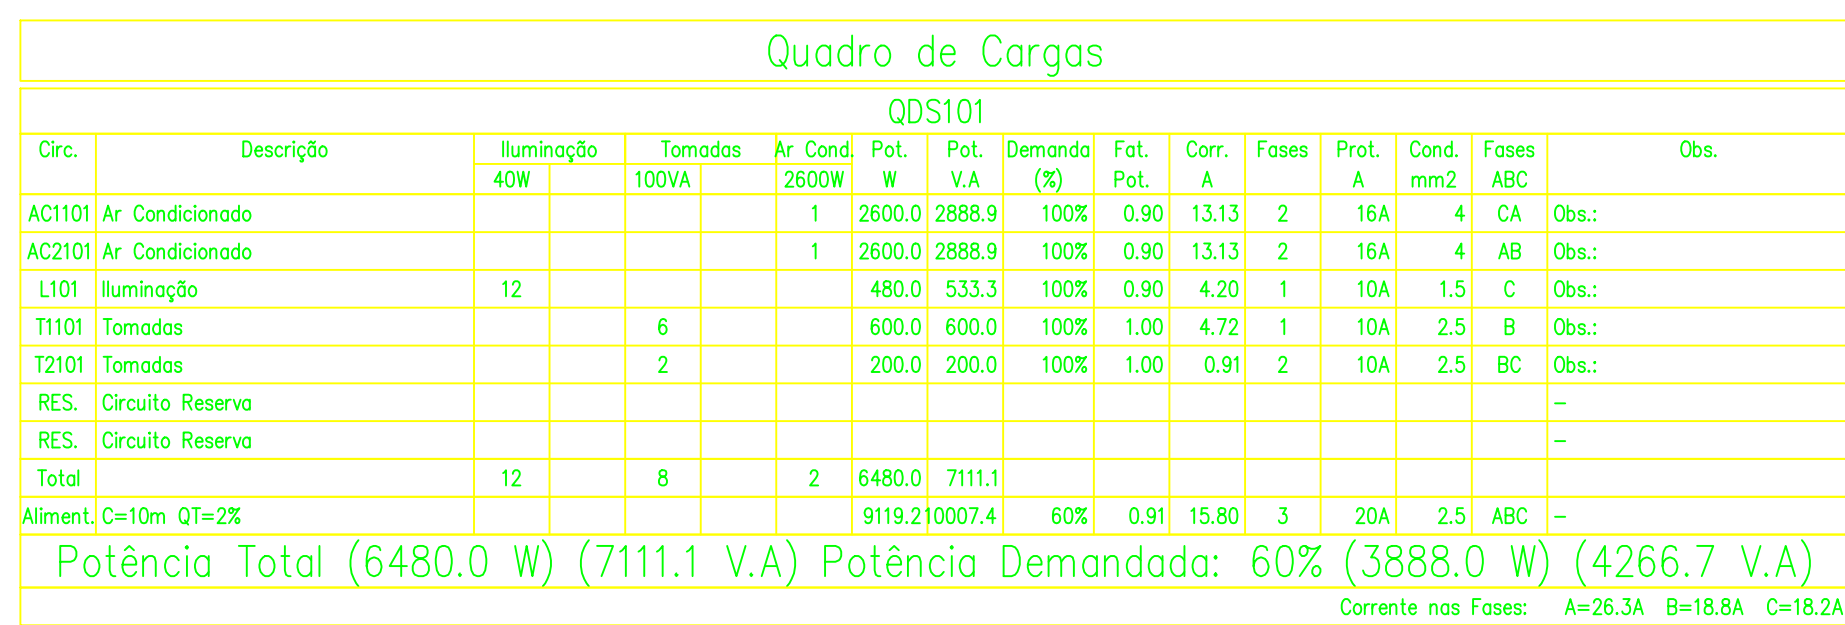 Quadro de Cargas
QDS101
Circ. Descrição Iluminação Tomadas Ar Cond. Pot. Pot. Demanda Fat. Corr. Fases Prot. Cond. Fases Obs.
40W 100VA 2600W W V.A (%) Pot. A A mm2 ABC
AC1101 Ar Condicionado 1 2600.0 2888.9 100% 0.90 13.13 2 16A 4 CA Obs.:
AC2101 Ar Condicionado 1 2600.0 2888.9 100% 0.90 13.13 2 16A 4 AB Obs.:
L101 Iluminação 12 480.0 533.3 100% 0.90 4.20 1 10A 1.5 C Obs.:
T1101 Tomadas 6 600.0 600.0 100% 1.00 4.72 1 10A 2.5 B Obs.:
T2101 Tomadas 2 200.0 200.0 100% 1.00 0.91 2 10A 2.5 BC Obs.:
RES. Circuito Reserva –
RES. Circuito Reserva –
Total 12 8 2 6480.0 7111.1
Aliment. C=10m QT=2% 9119.2 10007.4 60% 0.91 15.80 3 20A 2.5 ABC –
Potência Total (6480.0 W) (7111.1 V.A) Potência Demandada: 60% (3888.0 W) (4266.7 V.A)
Corrente nas Fases: A=26.3A B=18.8A C=18.2A